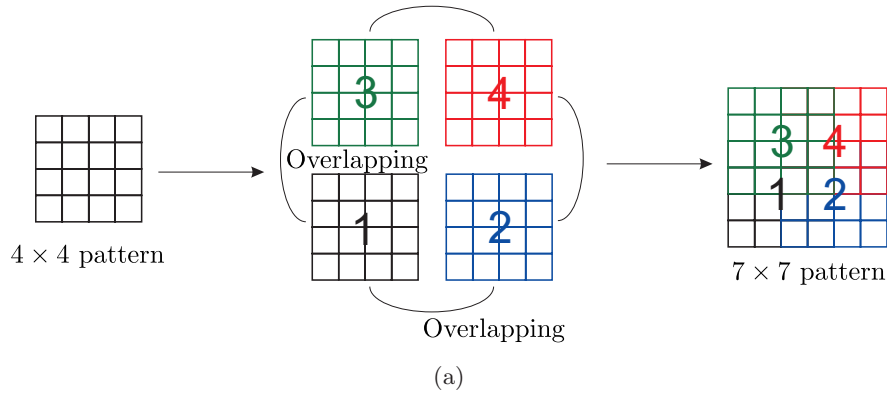 3 4
Overlapping
1 2
4 × 4 pattern
Overlapping
3 4
1 2
7 × 7 pattern
(a)